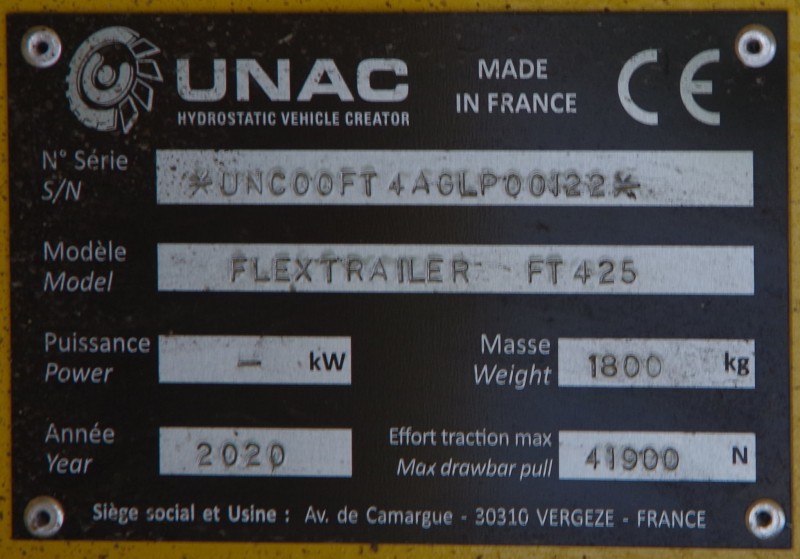 UNAC
HYDROSTATIC VEHICLE CREATOR
MADE
IN FRANCE
CE
N° Série
S/N
*UNC00FT4AGLP00122*
Modèle
Model
FLEXTRAILER FT425
Puissance
Power
- kW
Masse
Weight
1800 kg
Année
Year
2020
Effort traction max
Max drawbar pull
41900 N
Siège social et Usine : Av. de Camargue - 30310 VERGEZE - FRANCE